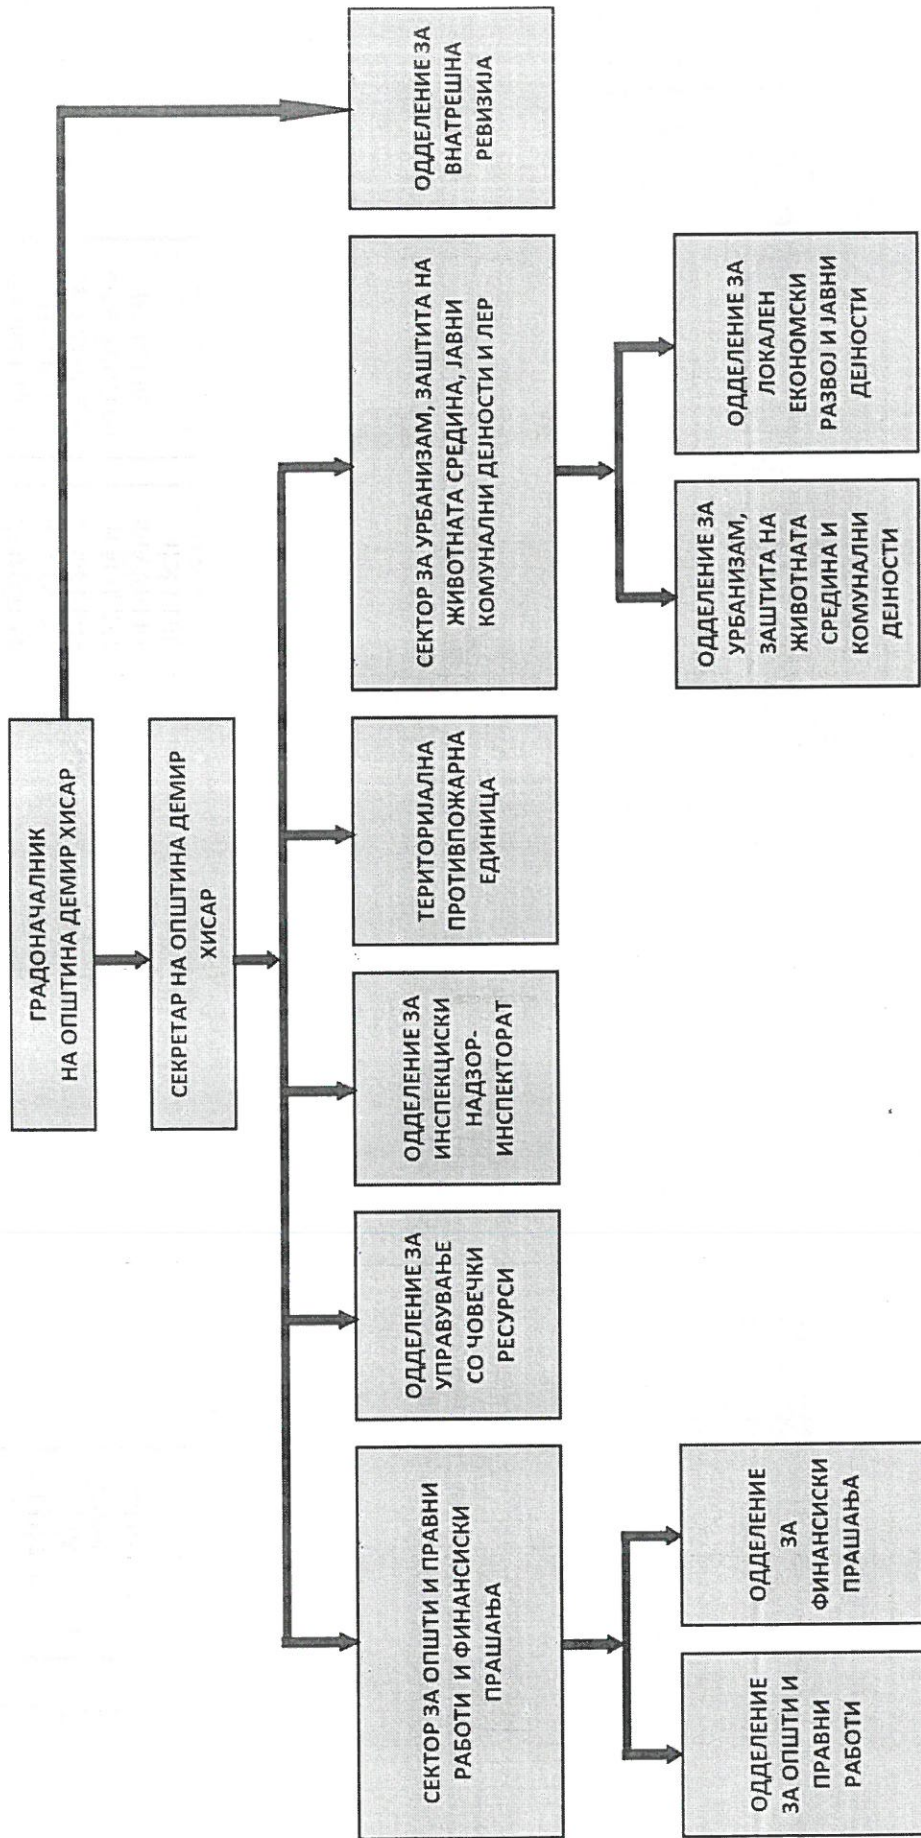 ГРАДОНАЧАЛНИК
НА ОПШТИНА ДЕМИР ХИСАР
СЕКРЕТАР НА ОПШТИНА ДЕМИР
ХИСАР
СЕКТОР ЗА ОПШТИ И ПРАВНИ
РАБОТИ И ФИНАНСИСКИ
ПРАШАЊА
ОДДЕЛЕНИЕ ЗА
УПРАВУВАЊЕ
СО ЧОВЕЧКИ
РЕСУРСИ
ОДДЕЛЕНИЕ ЗА
ИНСПЕКЦИСКИ
НАДЗОР-
ИНСПЕКТОРАТ
ТЕРИТОРИЈАЛНА
ПРОТИВПОЖАРНА
ЕДИНИЦА
СЕКТОР ЗА УРБАНИЗАМ, ЗАШТИТА НА
ЖИВОТНАТА СРЕДИНА, ЈАВНИ
КОМУНАЛНИ ДЕЈНОСТИ И ЛЕР
ОДДЕЛЕНИЕ ЗА
ВНАТРЕШНА
РЕВИЗИЈА
ОДДЕЛЕНИЕ
ЗА ОПШТИ И
ПРАВНИ
РАБОТИ
ОДДЕЛЕНИЕ
ЗА
ФИНАНСИСКИ
ПРАШАЊА
ОДДЕЛЕНИЕ ЗА
УРБАНИЗАМ,
ЗАШТИТА НА
ЖИВОТНАТА
СРЕДИНА И
КОМУНАЛНИ
ДЕЈНОСТИ
ОДДЕЛЕНИЕ ЗА
ЛОКАЛЕН
ЕКОНОМСКИ
РАЗВОЈ И ЈАВНИ
ДЕЈНОСТИ